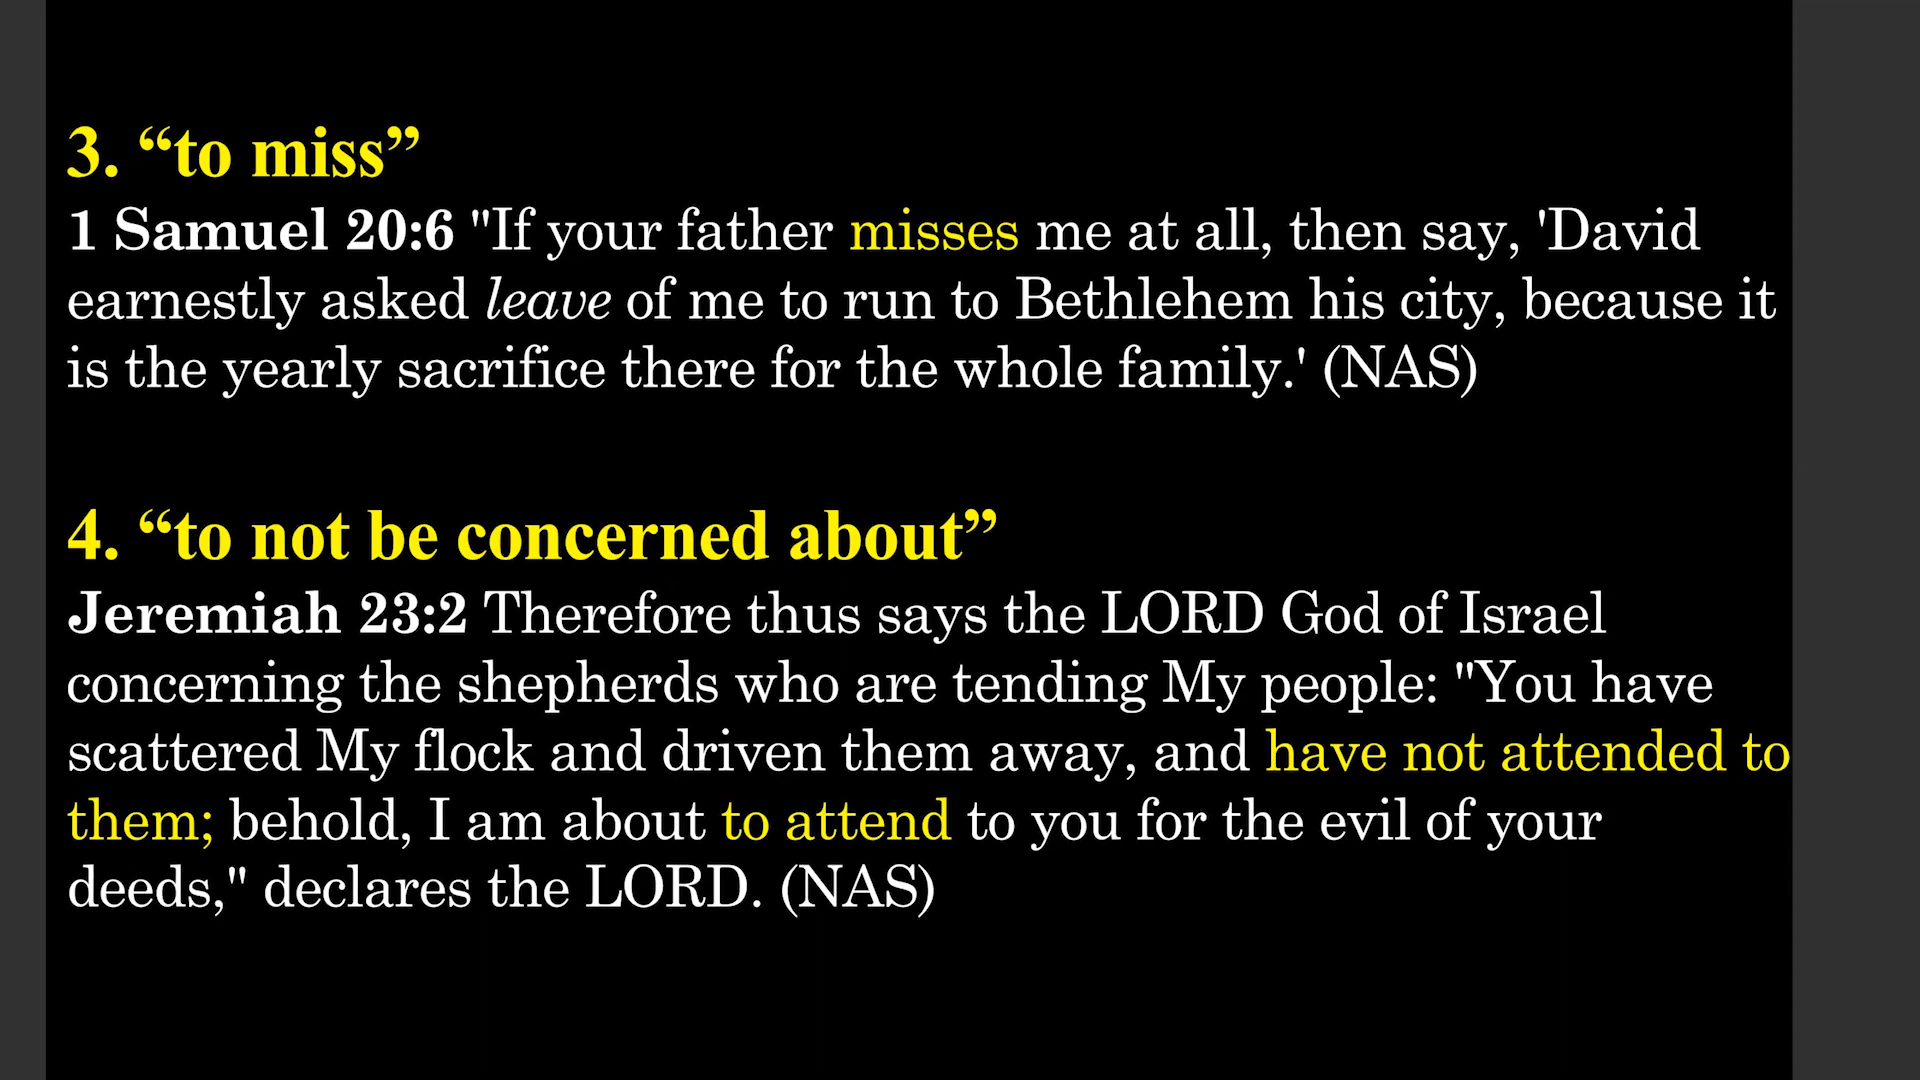 3. “to miss”
1 Samuel 20:6 "If your father misses me at all, then say, 'David
earnestly asked leave of me to run to Bethlehem his city, because it
is the yearly sacrifice there for the whole family.' (NAS)
4. “to not be concerned about”
Jeremiah 23:2 Therefore thus says the LORD God of Israel
concerning the shepherds who are tending My people: "You have
scattered My flock and driven them away, and have not attended to
them; behold, I am about to attend to you for the evil of your
deeds," declares the LORD. (NAS)